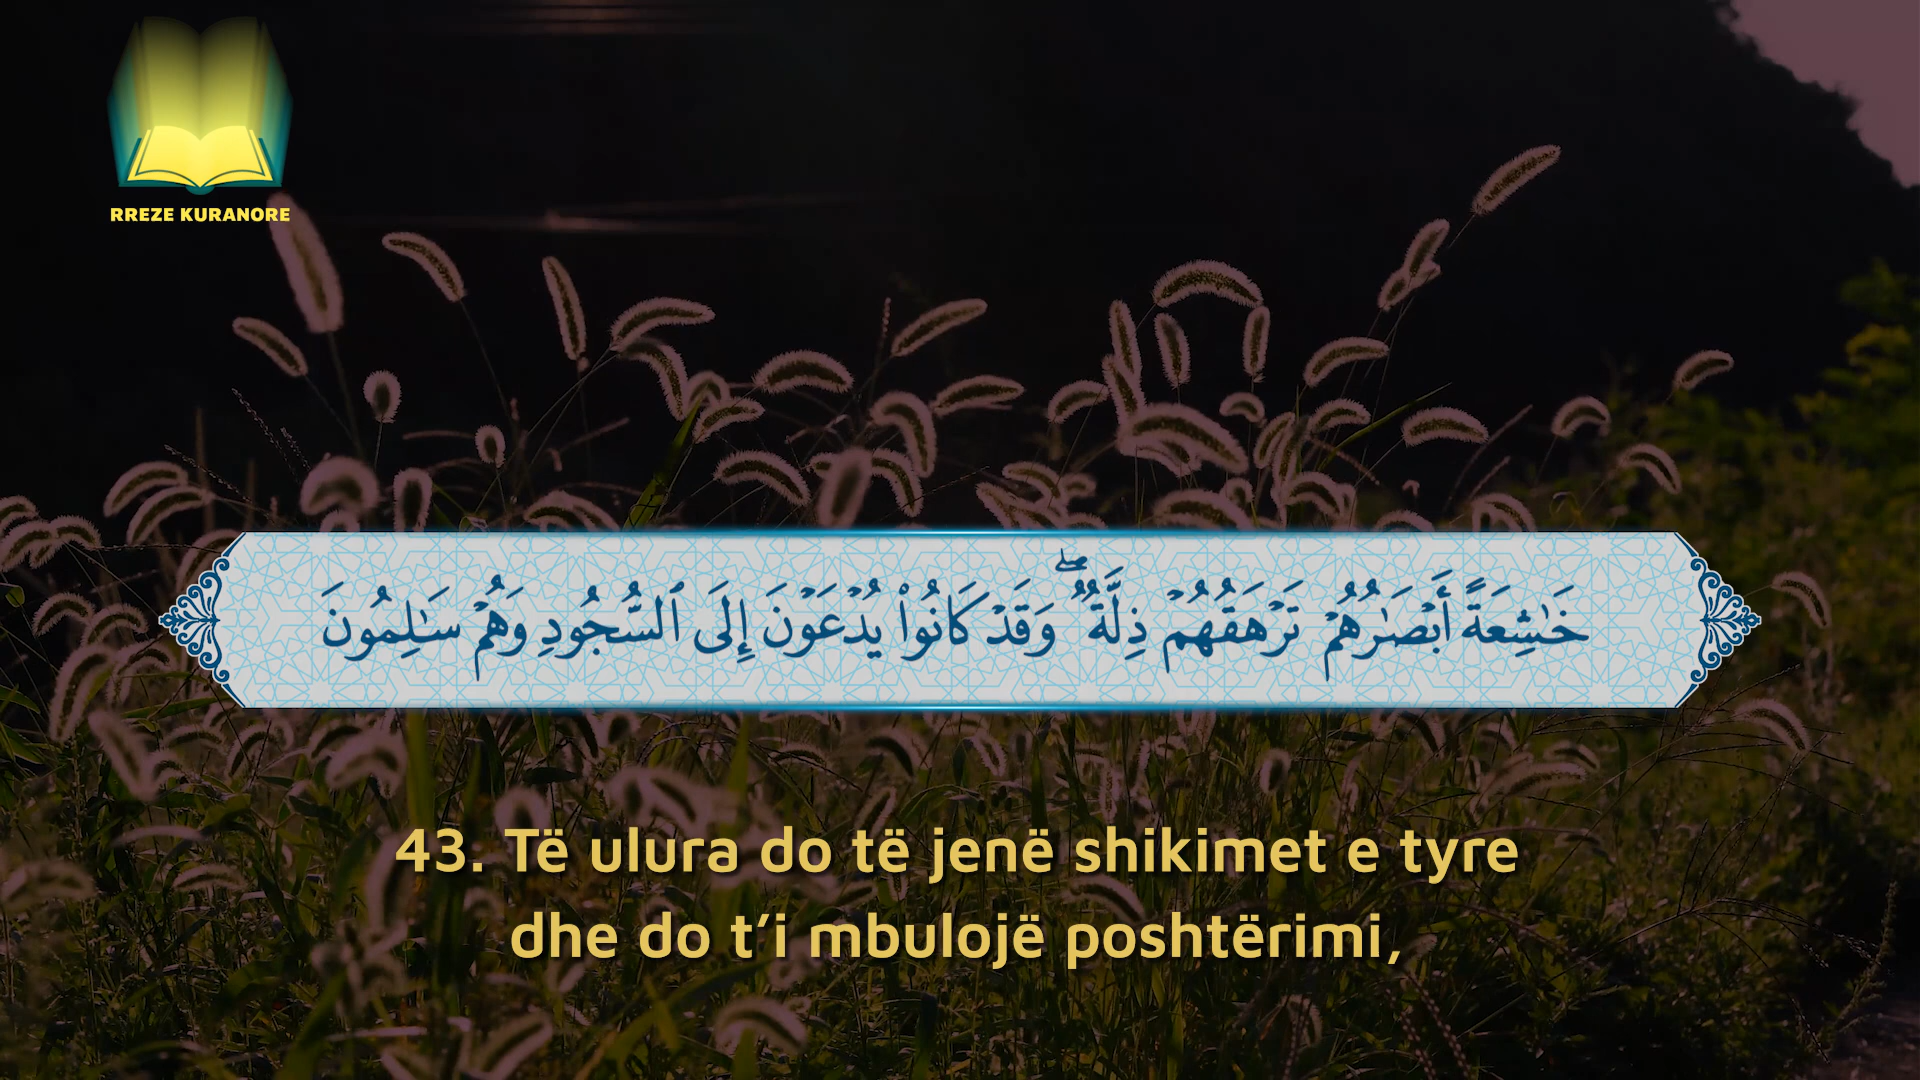 RREZE KURANORE
خَٰشِعَةً أَبْصَٰرُهُمْ تَرْهَقُهُمْ ذِلَّةٌ ۖ وَقَدْ كَانُوا۟ يُدْعَوْنَ إِلَى ٱلسُّجُودِ وَهُمْ سَٰلِمُونَ
43. Të ulura do të jenë shikimet e tyre
dhe do t’i mbulojë poshtërimi,